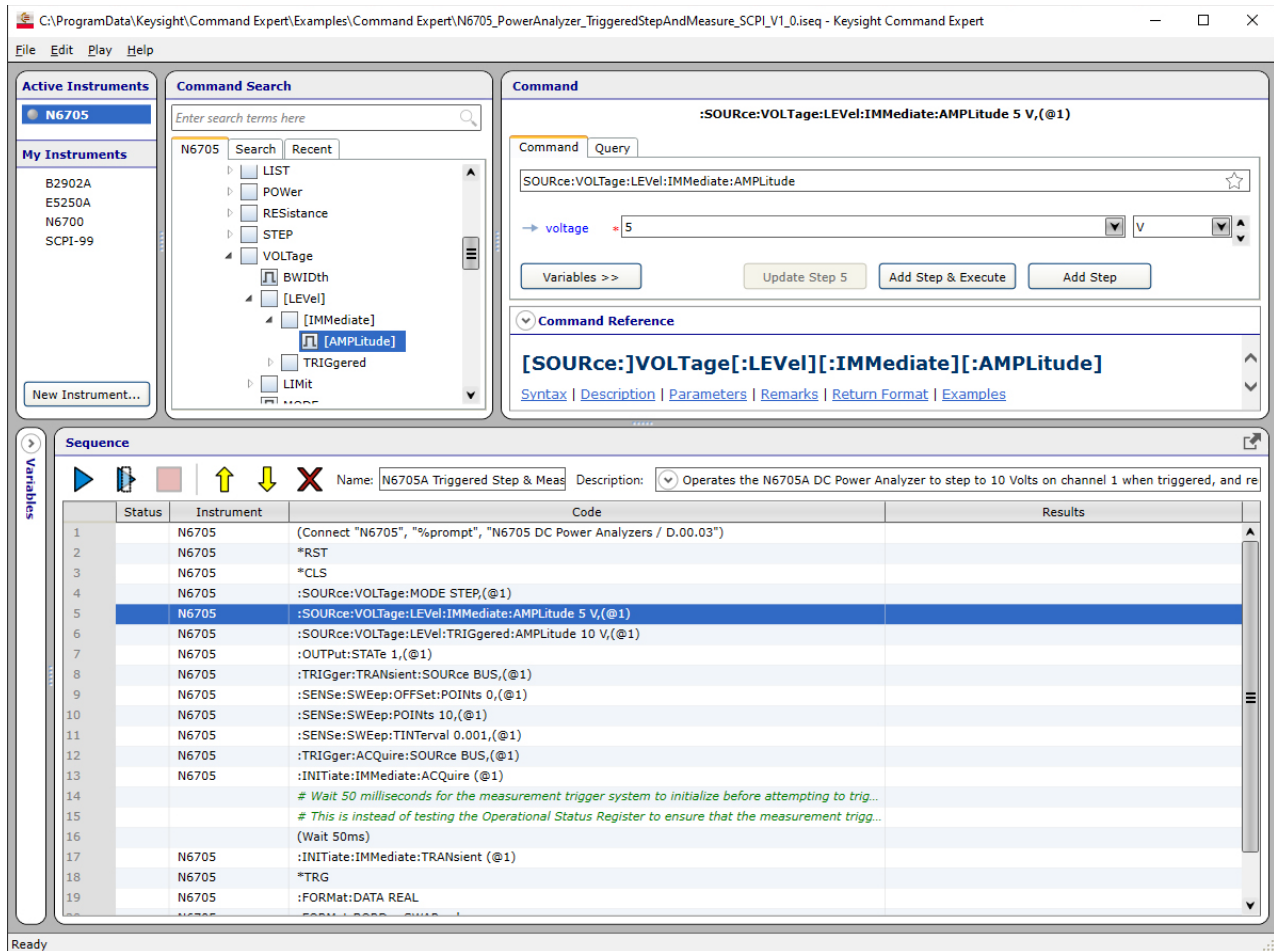 C:\ProgramData\Keysight\Command Expert\Examples\Command Expert\N6705_PowerAnalyzer_TriggeredStepAndMeasure_SCPI_V1_0.iseq - Keysight Command Expert
File Edit Play Help
Active Instruments
N6705
My Instruments
B2902A
E5250A
N6700
SCPI-99
New Instrument...
Command Search
Enter search terms here
N6705 Search Recent
LIST
POWer
RESistance
STEP
VOLTage
BWIDth
[LEVel]
[IMMediate]
[AMPLitude]
TRIGgered
LIMit
MODE
Command
:SOURce:VOLTage:LEVel:IMMediate:AMPLitude 5 V,(@1)
Command Query
SOURce:VOLTage:LEVel:IMMediate:AMPLitude
voltage * 5 V
Variables >> Update Step 5 Add Step & Execute Add Step
Command Reference
[SOURce:]VOLTage[:LEVel][:IMMediate][:AMPLitude]
Syntax | Description | Parameters | Remarks | Return Format | Examples
Variables
Sequence
Name: N6705A Triggered Step & Meas Description: Operates the N6705A DC Power Analyzer to step to 10 Volts on channel 1 when triggered, and re
Status Instrument Code Results
1 N6705 (Connect "N6705", "%prompt", "N6705 DC Power Analyzers / D.00.03")
2 N6705 *RST
3 N6705 *CLS
4 N6705 :SOURce:VOLTage:MODE STEP,(@1)
5 N6705 :SOURce:VOLTage:LEVel:IMMediate:AMPLitude 5 V,(@1)
6 N6705 :SOURce:VOLTage:LEVel:TRIGgered:AMPLitude 10 V,(@1)
7 N6705 :OUTPut:STATe 1,(@1)
8 N6705 :TRIGger:TRANsient:SOURce BUS,(@1)
9 N6705 :SENSe:SWEep:OFFSet:POINts 0,(@1)
10 N6705 :SENSe:SWEep:POINts 10,(@1)
11 N6705 :SENSe:SWEep:TINTerval 0.001,(@1)
12 N6705 :TRIGger:ACQuire:SOURce BUS,(@1)
13 N6705 :INITiate:IMMediate:ACQuire (@1)
14 # Wait 50 milliseconds for the measurement trigger system to initialize before attempting to trig...
15 # This is instead of testing the Operational Status Register to ensure that the measurement trigg...
16 (Wait 50ms)
17 N6705 :INITiate:IMMediate:TRANsient (@1)
18 N6705 *TRG
19 N6705 :FORMat:DATA REAL
Ready